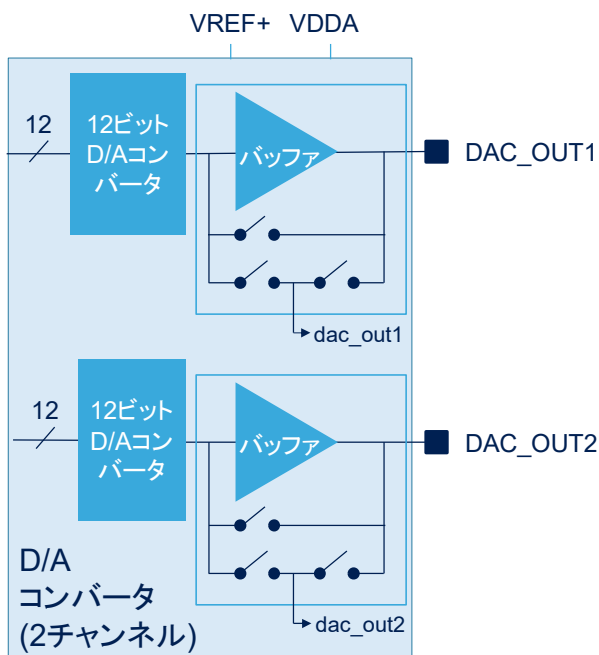 VREF+ VDDA
12
12ビット
D/Aコン
バータ
バッファ
DAC_OUT1
dac_out1
12
12ビット
D/Aコン
バータ
バッファ
DAC_OUT2
dac_out2
D/A
コンバータ
(2チャンネル)